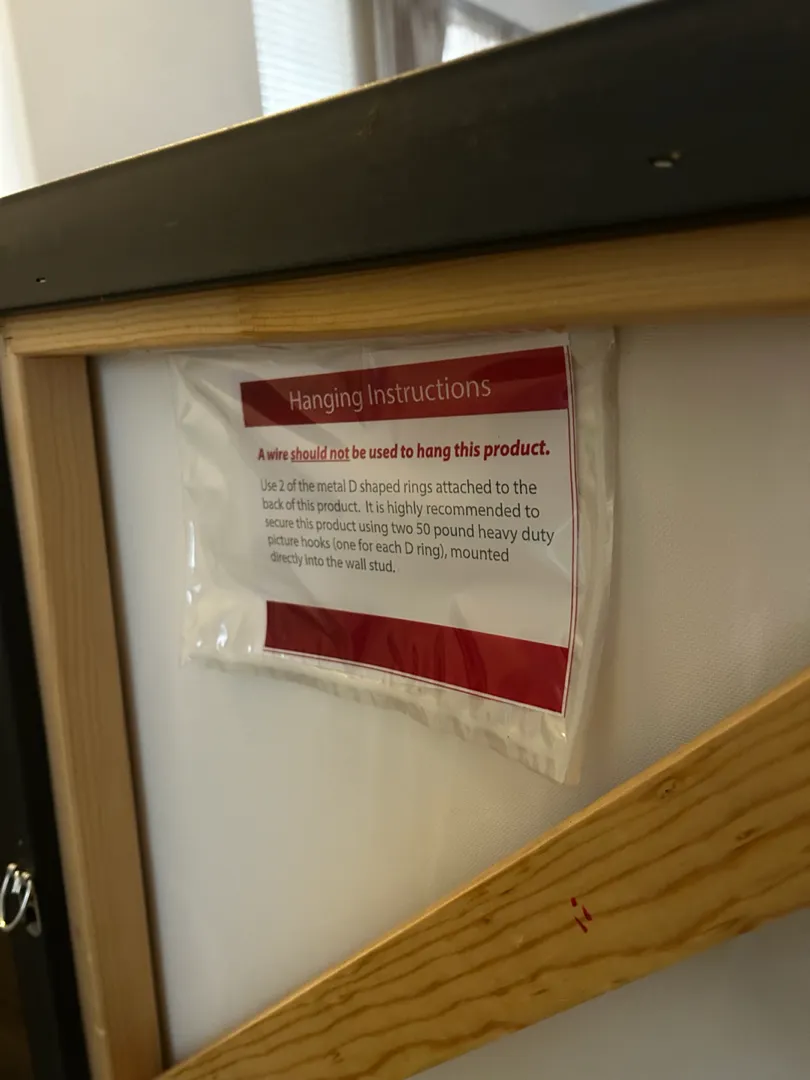 Hanging Instructions
A wire should not be used to hang this product.
Use 2 of the metal D shaped rings attached to the
back of this product. It is highly recommended to
secure this product using two 50 pound heavy duty
picture hooks (one for each D ring), mounted
directly into the wall stud.